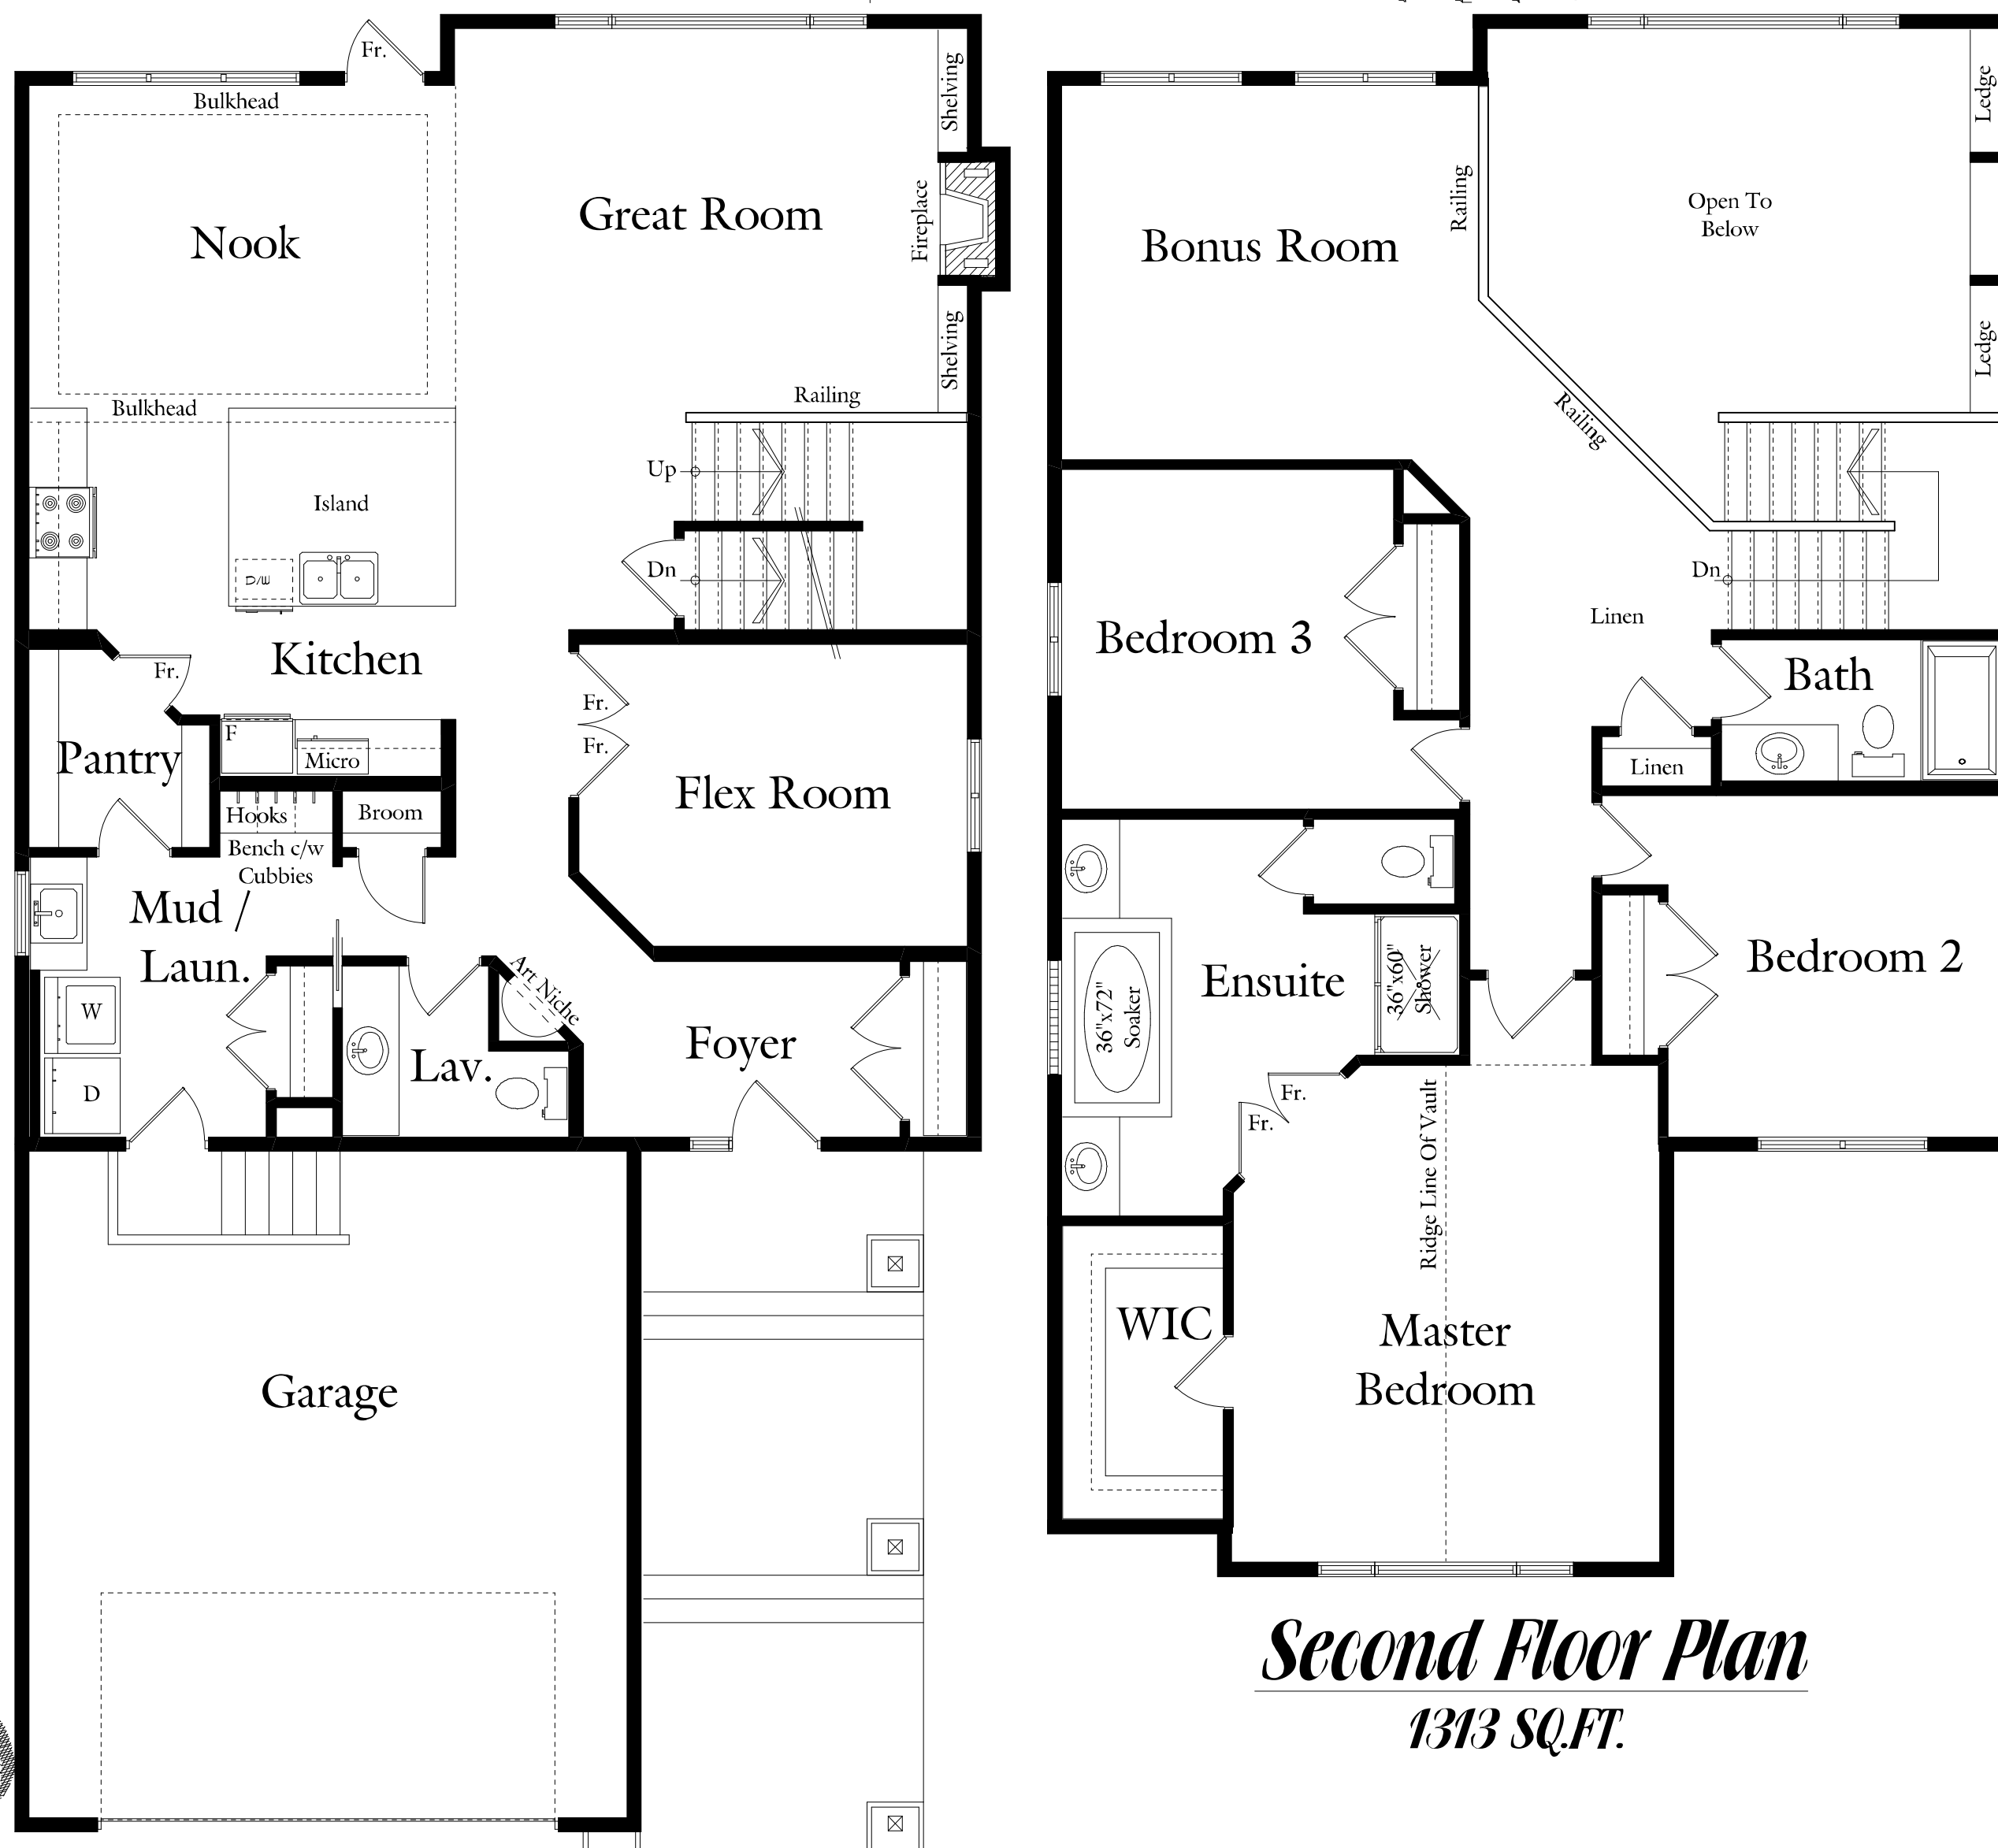 Fr.
Bulkhead
Nook
Great Room
Shelving
Fireplace
Shelving
Railing
Bulkhead
Up
Island
D/W
Dn
Kitchen
Fr.
Fr.
Fr.
Pantry
F
Micro
Flex Room
Hooks
Broom
Bench c/w
Cubbies
Mud /
Laun.
Art Niche
W
D
Lav.
Foyer
Garage
Ledge
Railing
Open To
Below
Bonus Room
Ledge
Railing
Dn
Linen
Bedroom 3
Bath
Linen
Bedroom 2
Ensuite
36"x60"
Shower
36"x72"
Soaker
Fr.
Fr.
Ridge Line Of Vault
WIC
Master
Bedroom
Second Floor Plan
1313 SQ.FT.